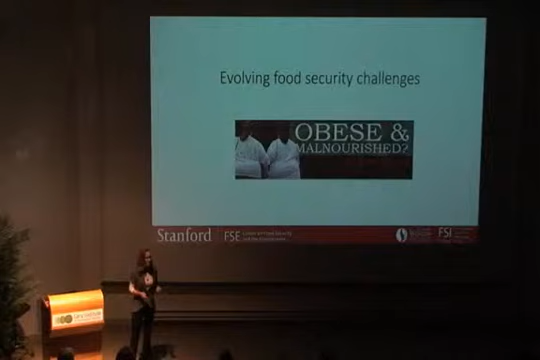 Evolving food security challenges
OBESE &
MALNOURISHED?
Stanford
FSE
FSI